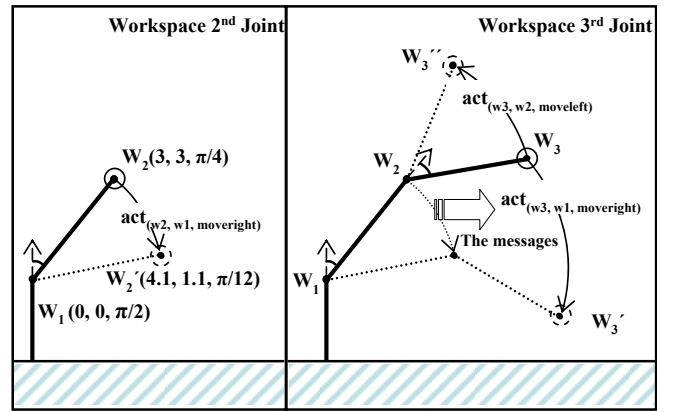 Workspace 2nd Joint
W2(3, 3, π/4)
act(w2, w1, moveright)
W2´(4.1, 1.1, π/12)
W1 (0, 0, π/2)
Workspace 3rd Joint
W3´´
act(w3, w2, moveleft)
W3
W2
act(w3, w1, moveright)
The messages
W1
W3´